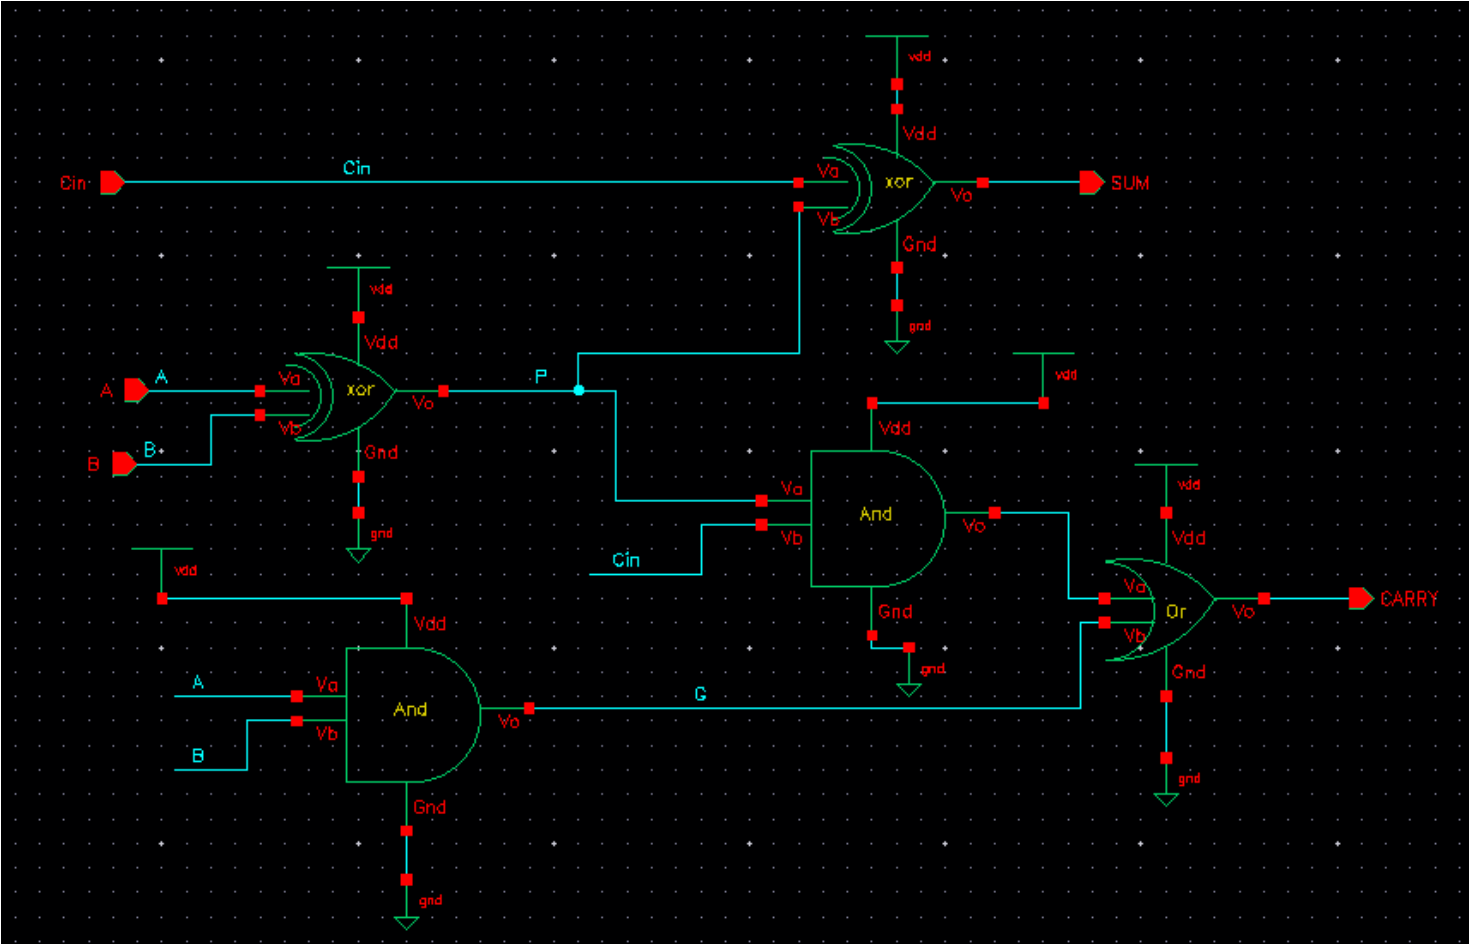 vdd
Vdd
Cin
Cin
Va
xor
Vo
SUM
Vb
Gnd
vdd
gnd
Vdd
vdd
A
A
Va
xor
Vo
P
Vb
B
B
Gnd
Vdd
gnd
Va
And
Vo
Vb
vdd
Vdd
Cin
vdd
Vdd
Va
Or
Vo
CARRY
Vb
Gnd
gnd
Gnd
gnd
A
Va
And
Vo
G
Vb
B
Gnd
gnd